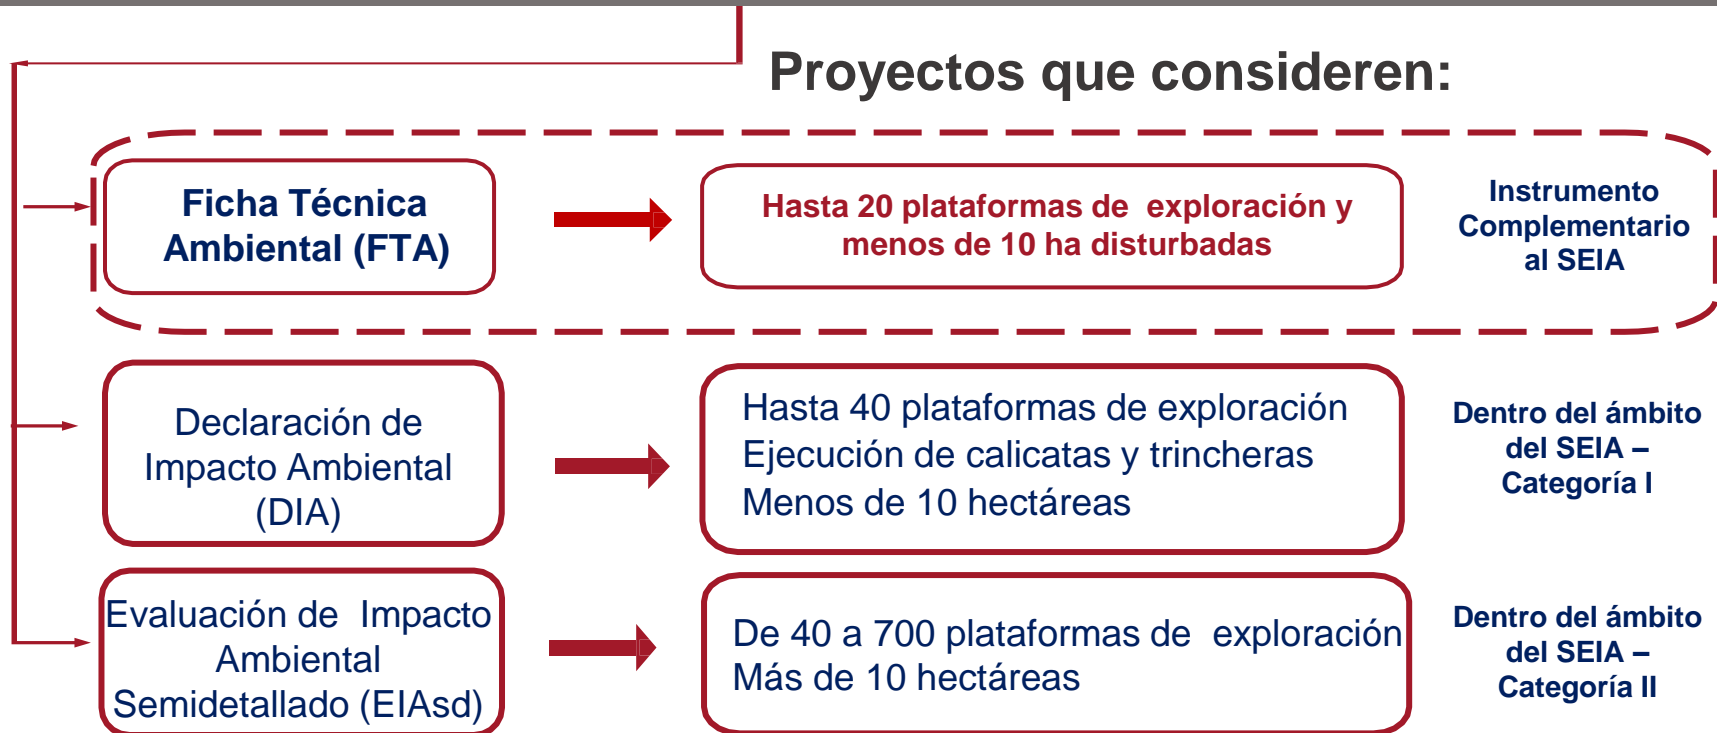 Proyectos que consideren:
Ficha Técnica
Ambiental (FTA)
Hasta 20 plataformas de exploración y
menos de 10 ha disturbadas
Instrumento
Complementario
al SEIA
Declaración de
Impacto Ambiental
(DIA)
Hasta 40 plataformas de exploración
Ejecución de calicatas y trincheras
Menos de 10 hectáreas
Dentro del ámbito
del SEIA –
Categoría I
Evaluación de Impacto
Ambiental
Semidetallado (EIAsd)
De 40 a 700 plataformas de exploración
Más de 10 hectáreas
Dentro del ámbito
del SEIA –
Categoría II